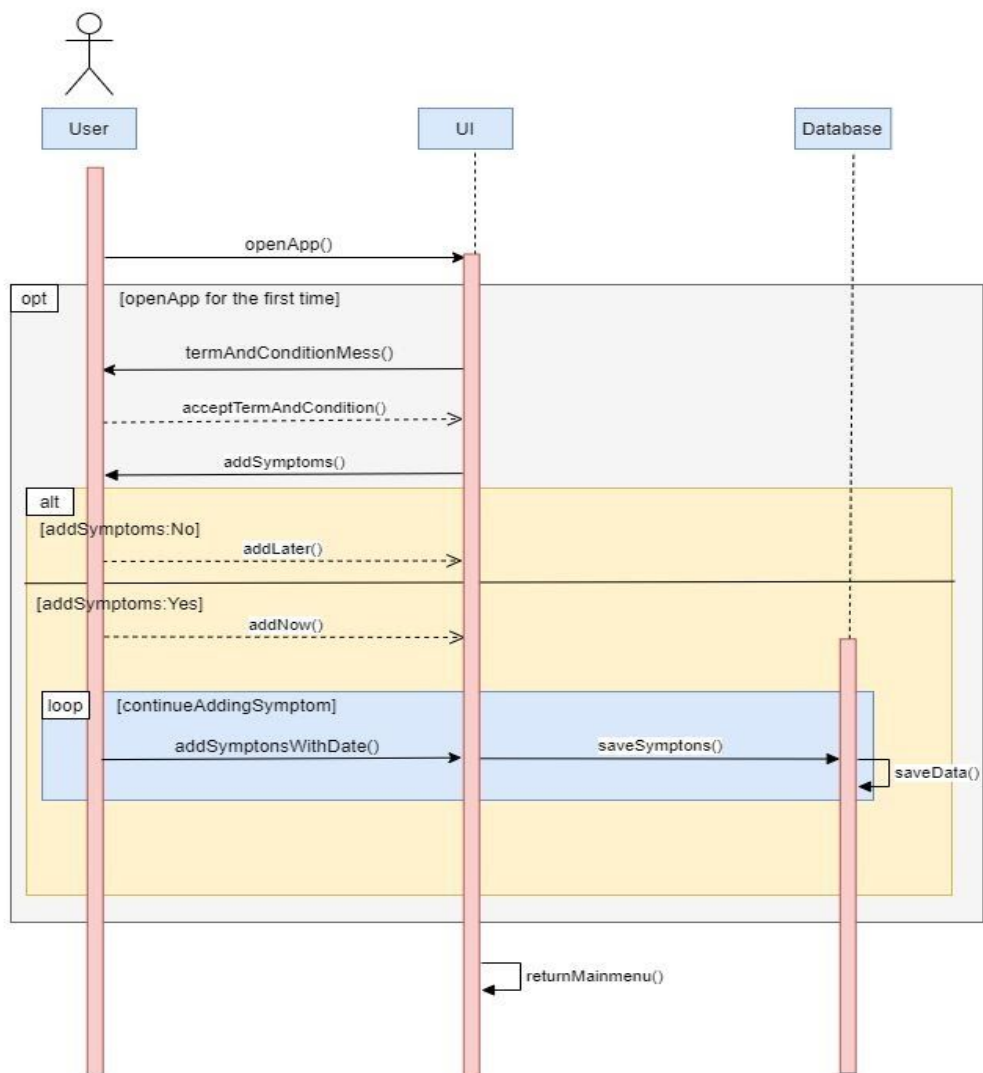 User
UI
Database
openApp()
opt
[openApp for the first time]
termAndConditionMess()
acceptTermAndCondition()
addSymptoms()
alt
[addSymptoms:No]
addLater()
[addSymptoms:Yes]
addNow()
loop
[continueAddingSymptom]
addSymptonsWithDate()
saveSymptons()
saveData()
returnMainmenu()